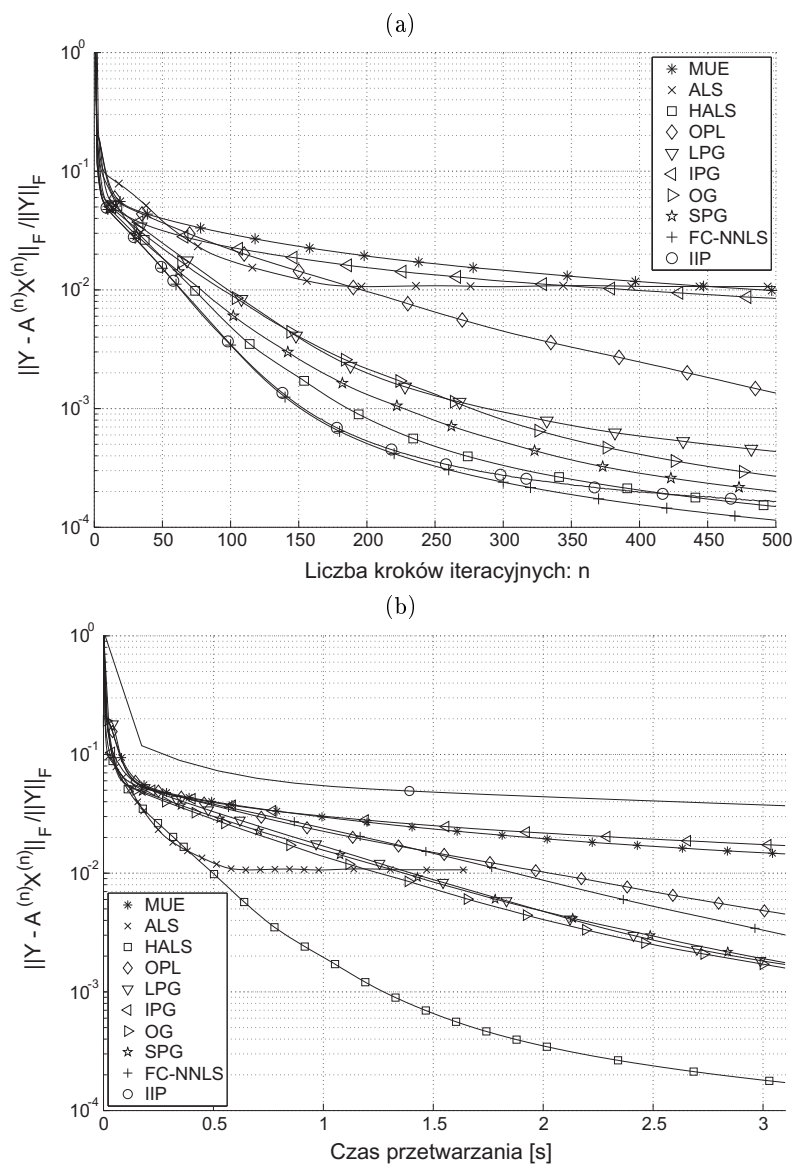 (a)
10^0
10^-1
10^-2
10^-3
10^-4
||Y - A^(n)X^(n)||_F /||Y||_F
MUE
ALS
HALS
OPL
LPG
IPG
OG
SPG
FC-NNLS
IIP
0 50 100 150 200 250 300 350 400 450 500
Liczba kroków iteracyjnych: n
(b)
10^0
10^-1
10^-2
10^-3
10^-4
||Y - A^(n)X^(n)||_F /||Y||_F
MUE
ALS
HALS
OPL
LPG
IPG
OG
SPG
FC-NNLS
IIP
0 0.5 1 1.5 2 2.5 3
Czas przetwarzania [s]